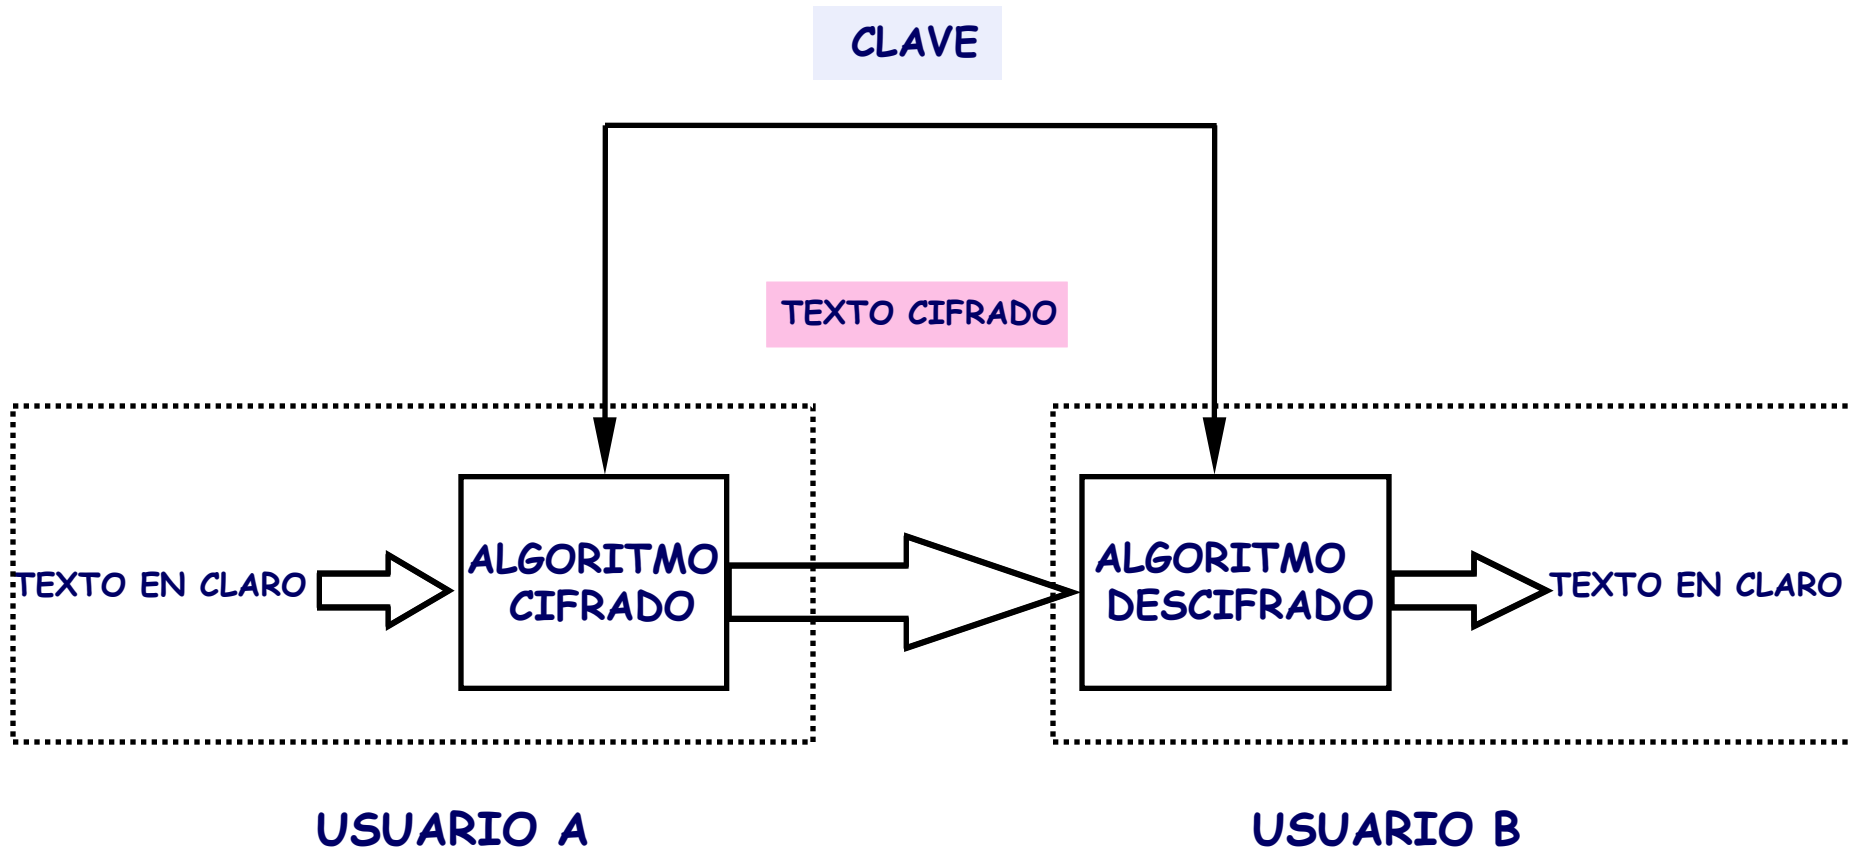 CLAVE
TEXTO CIFRADO
TEXTO EN CLARO
ALGORITMO
CIFRADO
ALGORITMO
DESCIFRADO
TEXTO EN CLARO
USUARIO A
USUARIO B